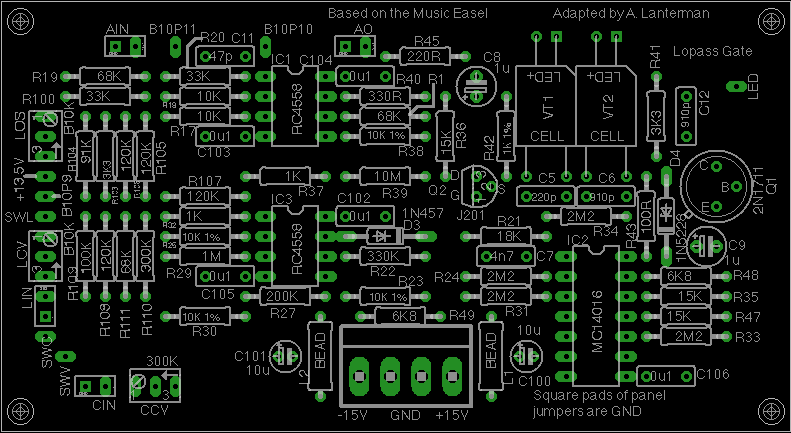 Based on the Music Easel
Adapted by A. Lanterman
AIN
B10P11
R20
C11
47p
B10P10
IC1
C104
AO
R45
220R
C8
1u
LED+
LED+
R41
Lopass Gate
LED
R19
68K
33K
0u1
R40
R1
R100
33K
10K
330R
VT1
VT2
910p
C12
LOS
B10K
R19
10K
RC4558
68K
15K
R36
R42
1K 1%
CELL
CELL
3K3
R17
0u1
10K 1%
R38
C103
R104
91K
3K3
120K
120K
R105
D4
+13.5V
B10P9
R103
R107
1K
R37
10M
R39
Q2
D
G
S
J201
C5
220p
C6
910p
C
B
E
Q1
2N1711
120K
IC3
C102
0u1
1N457
D3
SWL
R32
1K
R26
10K 1%
RC4558
R21
18K
2M2
R34
R43
100R
1N5228
C9
1u
LCV
B10K
R109
100K
120K
68K
300K
R29
1M
0u1
C105
330K
R22
4n7
C7
IC2
MC14016
R24
2M2
6K8
R48
LIN
R108
R111
R110
R27
200K
R23
10K 1%
2M2
R31
15K
R35
10K 1%
R30
6K8
R49
15K
R47
SWC
SWV
300K
C101
10u
BEAD
L2
BEAD
L1
10u
C100
2M2
R33
0u1
C106
CIN
CCV
-15V
GND
+15V
Square pads of panel
jumpers are GND